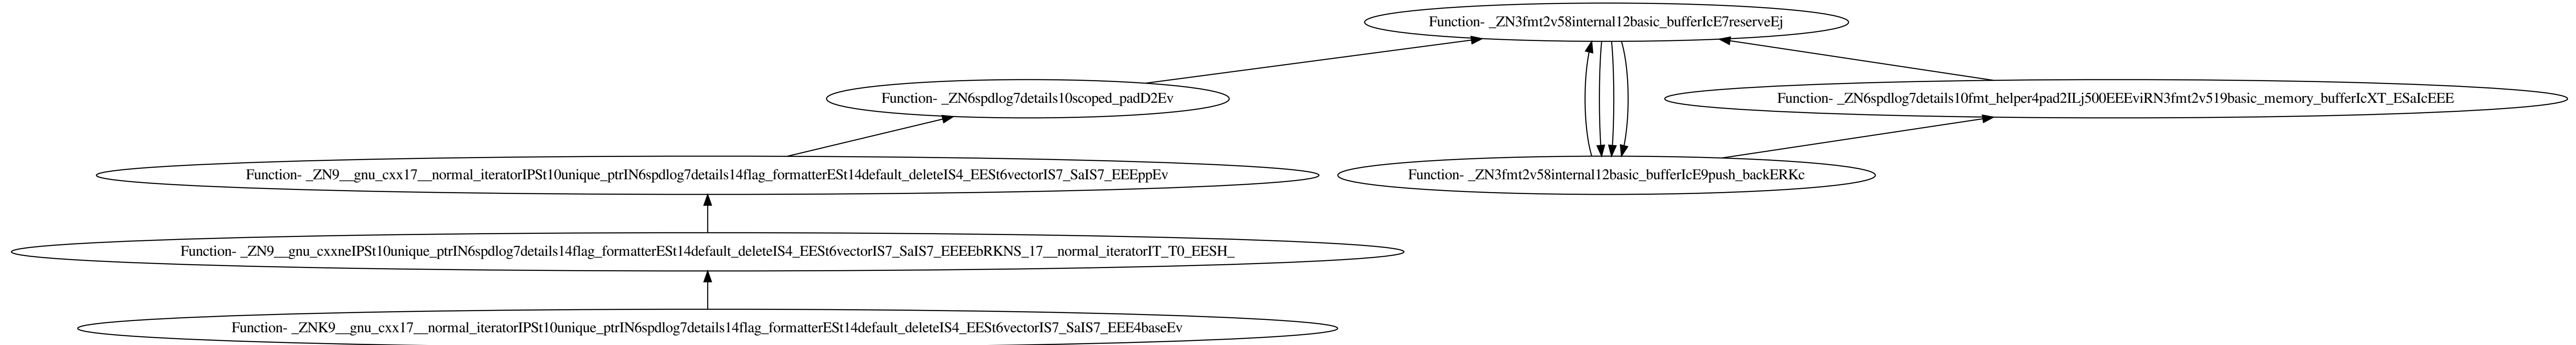 Function- _ZN3fmt2v58internal12basic_bufferIcE7reserveEj
Function- _ZN6spdlog7details10scoped_padD2Ev
Function- _ZN6spdlog7details10fmt_helper4pad2ILj500EEEviRN3fmt2v519basic_memory_bufferIcXT_ESaIcEEE
Function- _ZN9__gnu_cxx17__normal_iteratorIPSt10unique_ptrIN6spdlog7details14flag_formatterESt14default_deleteIS4_EESt6vectorIS7_SaIS7_EEEppEv
Function- _ZN3fmt2v58internal12basic_bufferIcE9push_backERKc
Function- _ZN9__gnu_cxxneIPSt10unique_ptrIN6spdlog7details14flag_formatterESt14default_deleteIS4_EESt6vectorIS7_SaIS7_EEEEbRKNS_17__normal_iteratorIT_T0_EESH_
Function- _ZNK9__gnu_cxx17__normal_iteratorIPSt10unique_ptrIN6spdlog7details14flag_formatterESt14default_deleteIS4_EESt6vectorIS7_SaIS7_EEE4baseEv